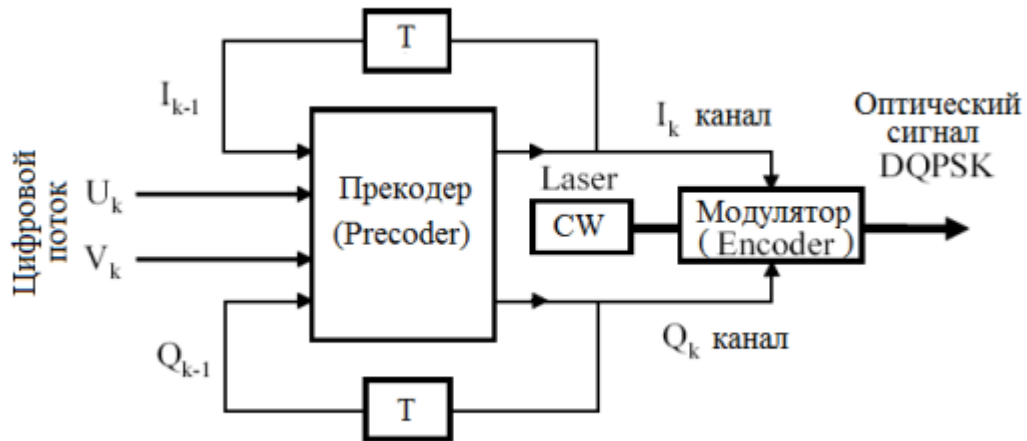 T
I_{k-1}
I_k канал
Оптический
сигнал
DQPSK
Цифровой
поток
U_k
V_k
Прекодер
(Precoder)
Laser
CW
Модулятор
( Encoder)
Q_{k-1}
Q_k канал
T